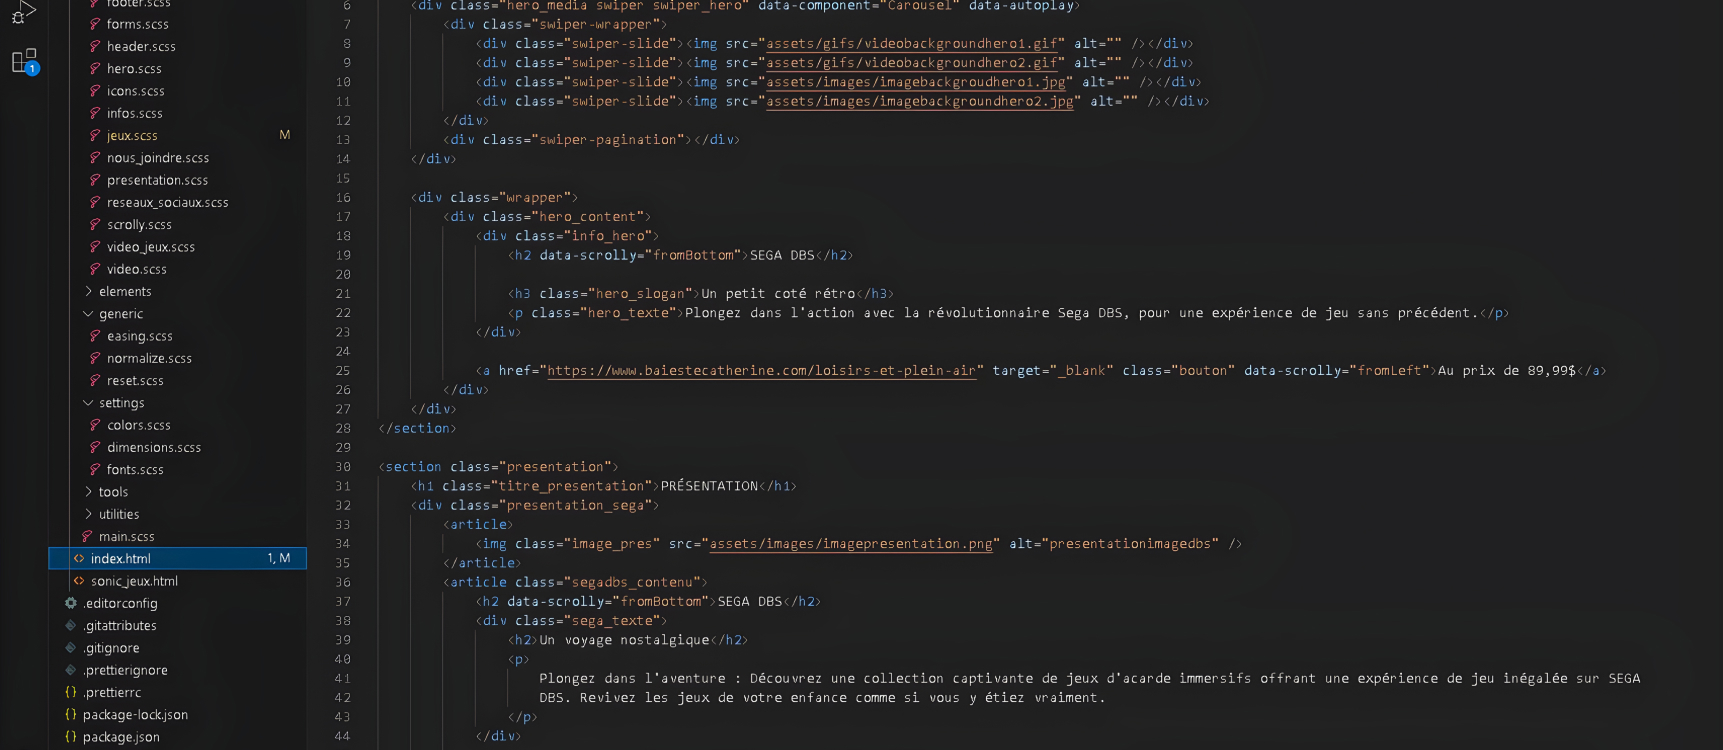 footer.scss
forms.scss
header.scss
hero.scss
icons.scss
infos.scss
jeux.scss M
nous_joindre.scss
presentation.scss
reseaux_sociaux.scss
scrolly.scss
video_jeux.scss
video.scss
elements
generic
easing.scss
normalize.scss
reset.scss
settings
colors.scss
dimensions.scss
fonts.scss
tools
utilities
main.scss
index.html 1, M
sonic_jeux.html
.editorconfig
.gitattributes
.gitignore
.prettierignore
.prettierrc
package-lock.json
package.json
1
6 <div class="hero_media swiper swiper_hero" data-component="Carousel" data-autoplay>
7 <div class="swiper-wrapper">
8 <div class="swiper-slide"><img src="assets/gifs/videobackgroundhero1.gif" alt="" /></div>
9 <div class="swiper-slide"><img src="assets/gifs/videobackgroundhero2.gif" alt="" /></div>
10 <div class="swiper-slide"><img src="assets/images/imagebackgroudhero1.jpg" alt="" /></div>
11 <div class="swiper-slide"><img src="assets/images/imagebackgroundhero2.jpg" alt="" /></div>
12 </div>
13 <div class="swiper-pagination"></div>
14 </div>
15
16 <div class="wrapper">
17 <div class="hero_content">
18 <div class="info_hero">
19 <h2 data-scrolly="fromBottom">SEGA DBS</h2>
20
21 <h3 class="hero_slogan">Un petit coté rétro</h3>
22 <p class="hero_texte">Plongez dans l'action avec la révolutionnaire Sega DBS, pour une expérience de jeu sans précédent.</p>
23 </div>
24
25 <a href="https://www.baiestecatherine.com/loisirs-et-plein-air" target="_blank" class="bouton" data-scrolly="fromLeft">Au prix de 89,99$</a>
26 </div>
27 </div>
28 </section>
29
30 <section class="presentation">
31 <h1 class="titre_presentation">PRÉSENTATION</h1>
32 <div class="presentation_sega">
33 <article>
34 <img class="image_pres" src="assets/images/imagepresentation.png" alt="presentationimagedbs" />
35 </article>
36 <article class="segadbs_contenu">
37 <h2 data-scrolly="fromBottom">SEGA DBS</h2>
38 <div class="sega_texte">
39 <h2>Un voyage nostalgique</h2>
40 <p>
41 Plongez dans l'aventure : Découvrez une collection captivante de jeux d'acarde immersifs offrant une expérience de jeu inégalée sur SEGA
42 DBS. Revivez les jeux de votre enfance comme si vous y étiez vraiment.
43 </p>
44 </div>